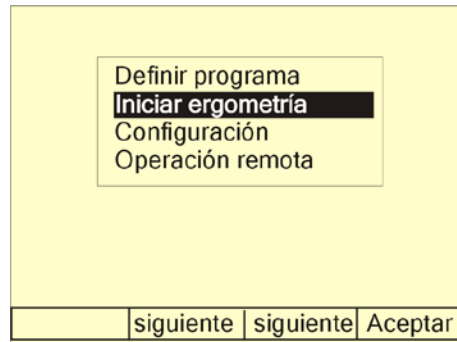 Definir programa
Iniciar ergometría
Configuración
Operación remota
siguiente siguiente Aceptar